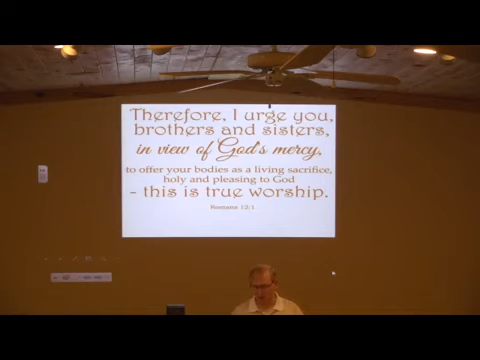 Therefore, I urge you,
brothers and sisters,
in view of God's mercy,
to offer your bodies as a living sacrifice,
holy and pleasing to God
- this is true worship.
Romans 12:1